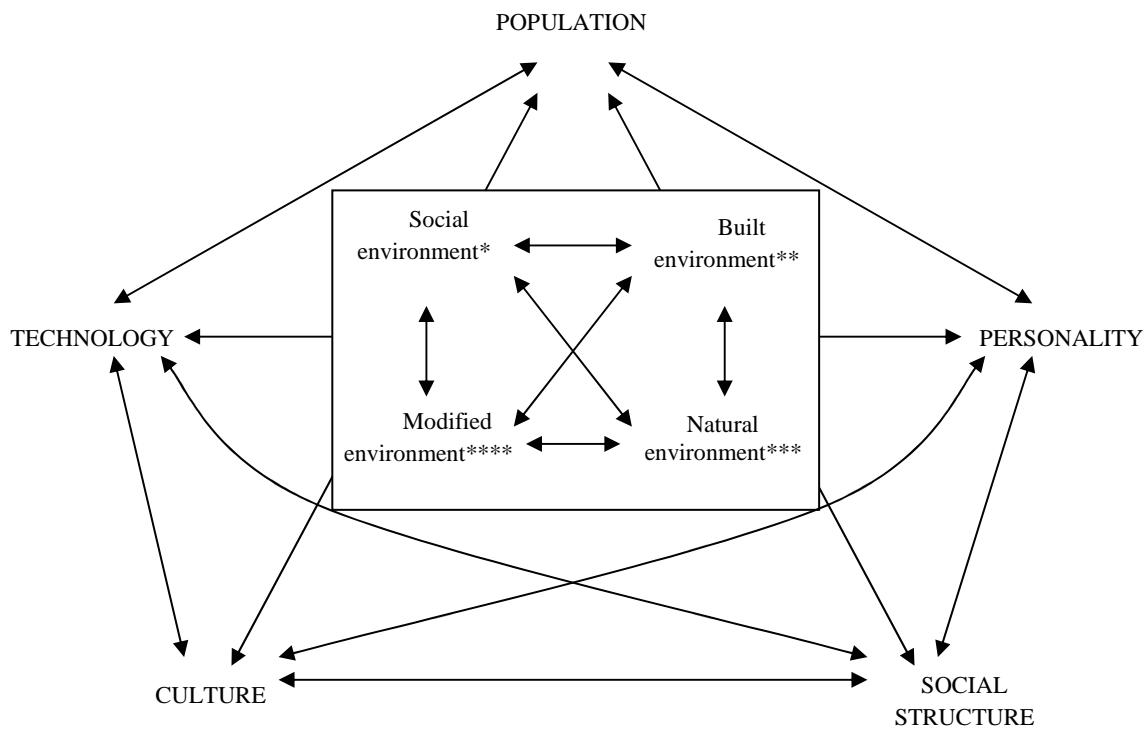 POPULATION
Social
environment*
Built
environment**
TECHNOLOGY
PERSONALITY
Modified
environment****
Natural
environment***
CULTURE
SOCIAL
STRUCTURE